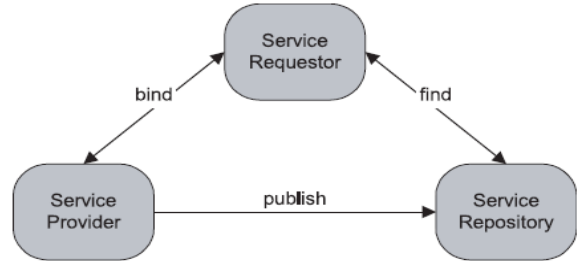 Service
Requestor
bind
find
Service
Provider
publish
Service
Repository